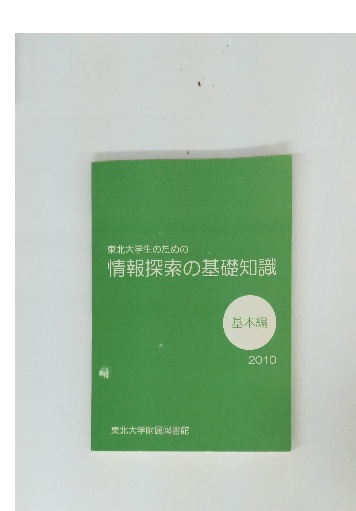 東北大学生のための
情報探索の基礎知識
基本編
2010
東北大学附属図書館